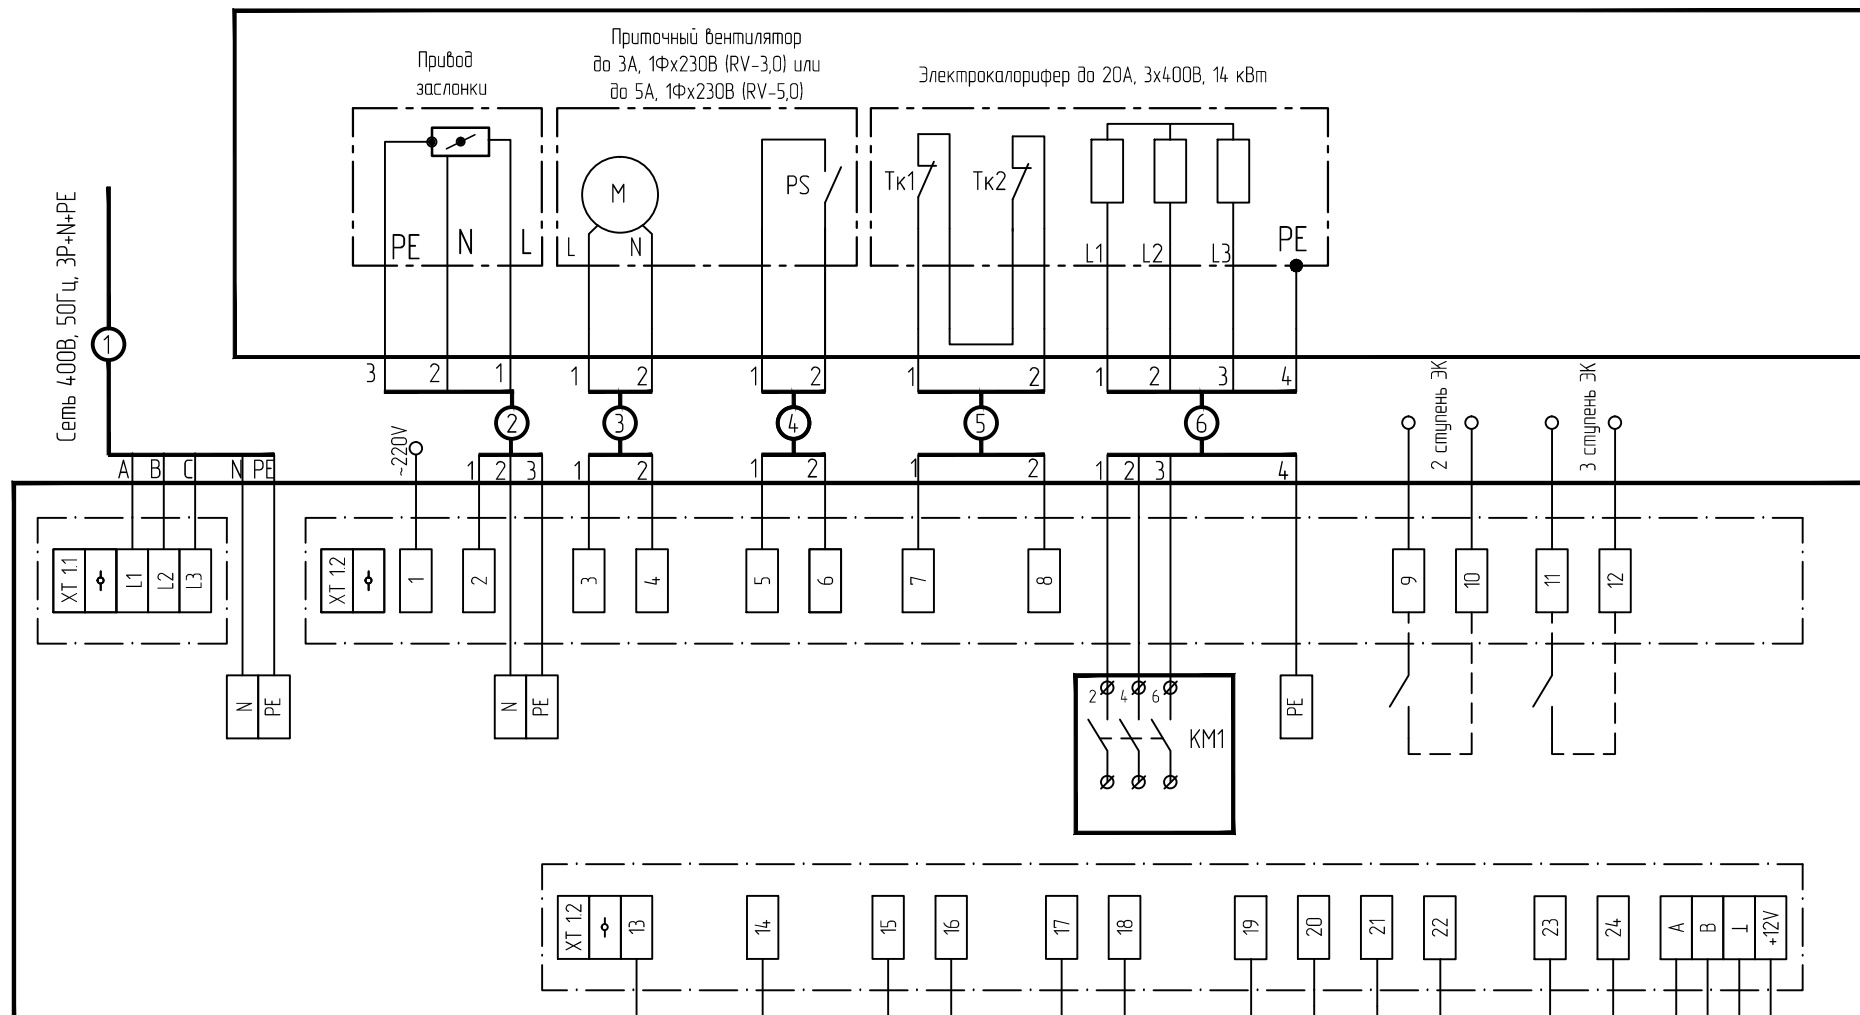 Привод
заслонки
Приточный вентилятор
до 3А, 1Фх230В (RV-3,0) или
до 5А, 1Фх230В (RV-5,0)
Электрокалорифер до 20А, 3х400В, 14 кВт
M
PS
Тк1
Тк2
PE N L
L N
L1 L2 L3 PE
Сеть 400В, 50Гц, 3P+N+PE
1
3 2 1
1 2
1 2
1 2
1 2 3 4
2 3 4 5 6
~220V
2 ступень ЭК
3 ступень ЭК
A B C N PE
1 2 3
1 2
1 2
1 2
1 2 3 4
XT 1.1 L1 L2 L3
XT 1.2 1 2 3 4 5 6 7 8 9 10 11 12
N PE
N PE
2 4 6
KM1
PE
XT 1.2 13 14 15 16 17 18 19 20 21 22 23 24 A B ⊥ +12V